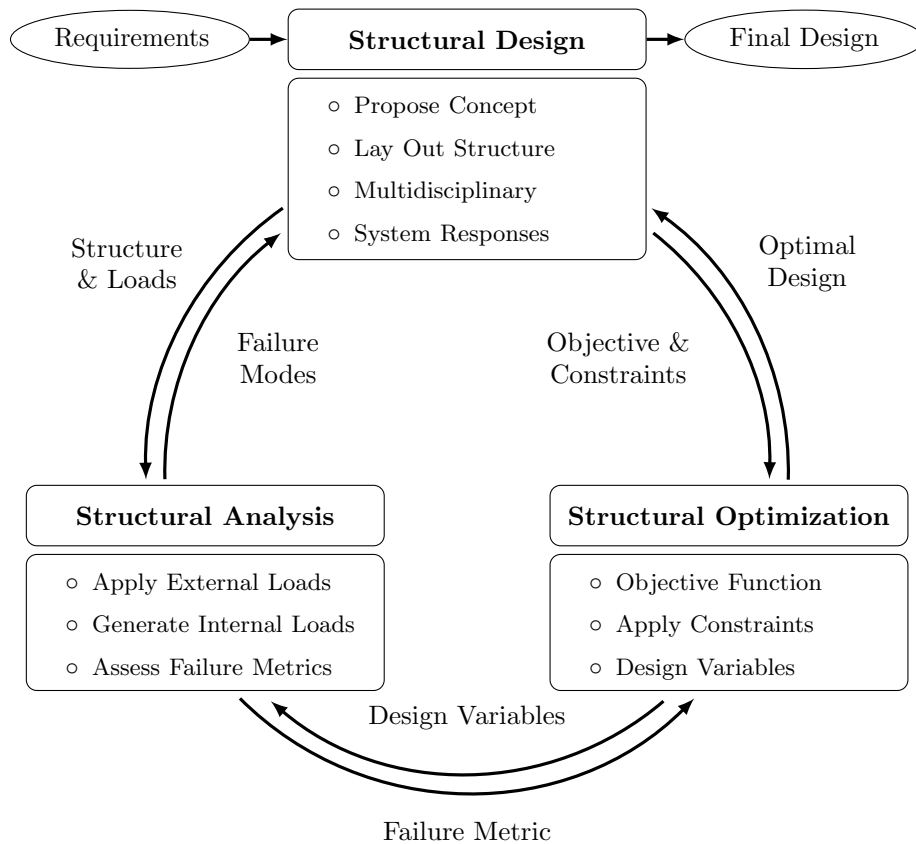 Requirements
Structural Design
Final Design
Propose Concept
Lay Out Structure
Multidisciplinary
System Responses
Structure
& Loads
Optimal
Design
Failure
Modes
Objective &
Constraints
Structural Analysis
Structural Optimization
Apply External Loads
Generate Internal Loads
Assess Failure Metrics
Objective Function
Apply Constraints
Design Variables
Design Variables
Failure Metric